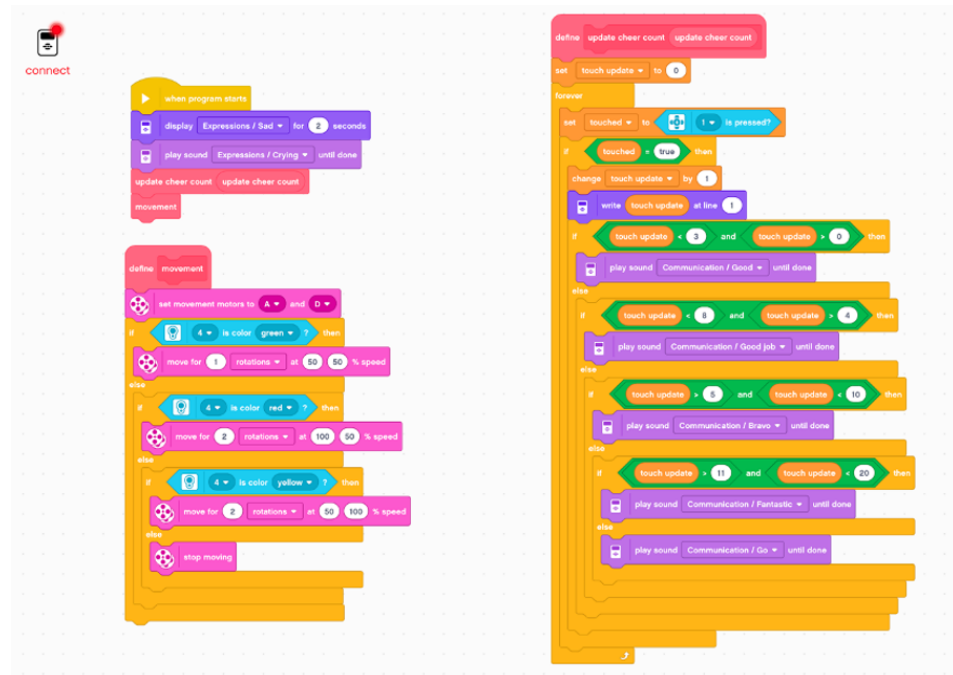 connect
when program starts
display Expressions / Sad for 2 seconds
play sound Expressions / Crying until done
update cheer count update cheer count
movement
define movement
set movement motors to A and D
if 4 is color green ? then
move for 1 rotations at 50 50 % speed
else
if 4 is color red ? then
move for 2 rotations at 100 50 % speed
else
if 4 is color yellow ? then
move for 2 rotations at 50 100 % speed
else
stop moving
define update cheer count update cheer count
set touch update to 0
forever
set touched to 1 is pressed?
if touched = true then
change touch update by 1
write touch update at line 1
if touch update < 3 and touch update > 0 then
play sound Communication / Good until done
else
if touch update < 8 and touch update > 4 then
play sound Communication / Good job until done
else
if touch update > 5 and touch update < 10 then
play sound Communication / Bravo until done
else
if touch update > 11 and touch update < 20 then
play sound Communication / Fantastic until done
else
play sound Communication / Go until done